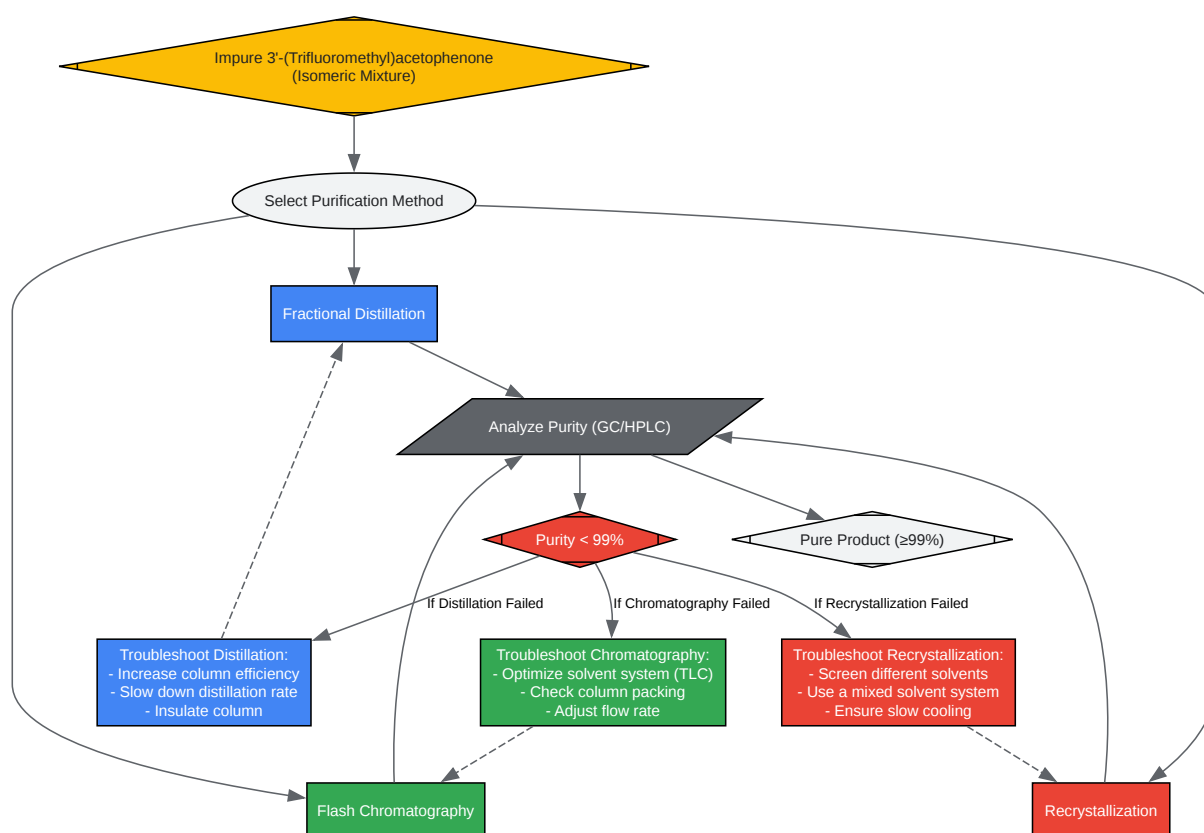 Impure 3'-(Trifluoromethyl)acetophenone
(Isomeric Mixture)
Select Purification Method
Fractional Distillation
Analyze Purity (GC/HPLC)
Purity < 99%
Pure Product (≥99%)
If Distillation Failed
If Chromatography Failed
If Recrystallization Failed
Troubleshoot Distillation:
- Increase column efficiency
- Slow down distillation rate
- Insulate column
Troubleshoot Chromatography:
- Optimize solvent system (TLC)
- Check column packing
- Adjust flow rate
Troubleshoot Recrystallization:
- Screen different solvents
- Use a mixed solvent system
- Ensure slow cooling
Flash Chromatography
Recrystallization